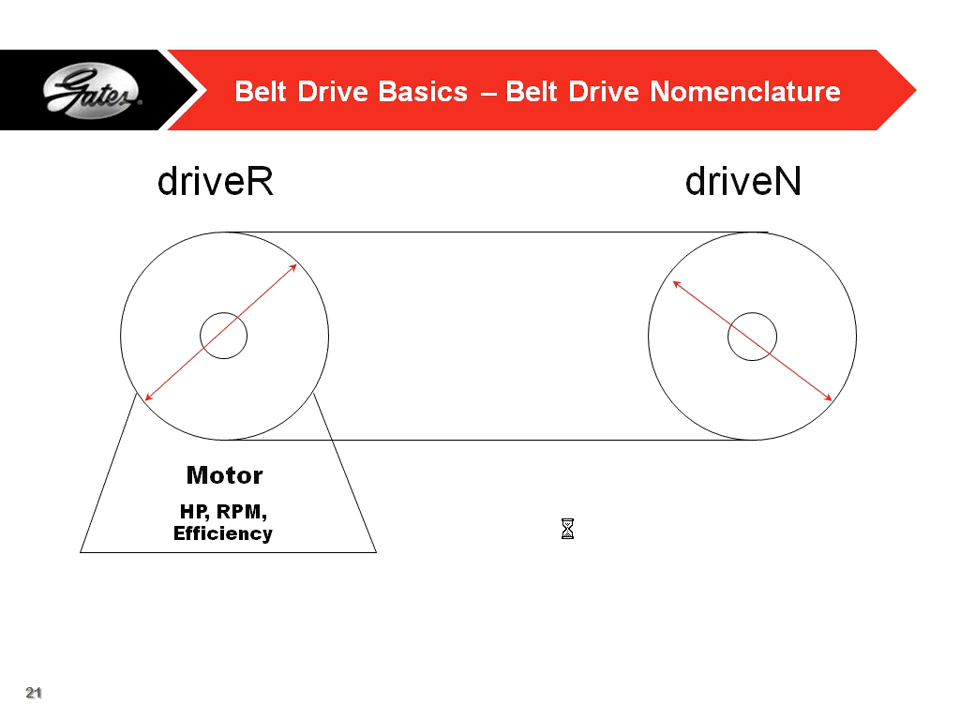 Gates.
Belt Drive Basics – Belt Drive Nomenclature
driveR
driveN
Motor
HP, RPM,
Efficiency
21